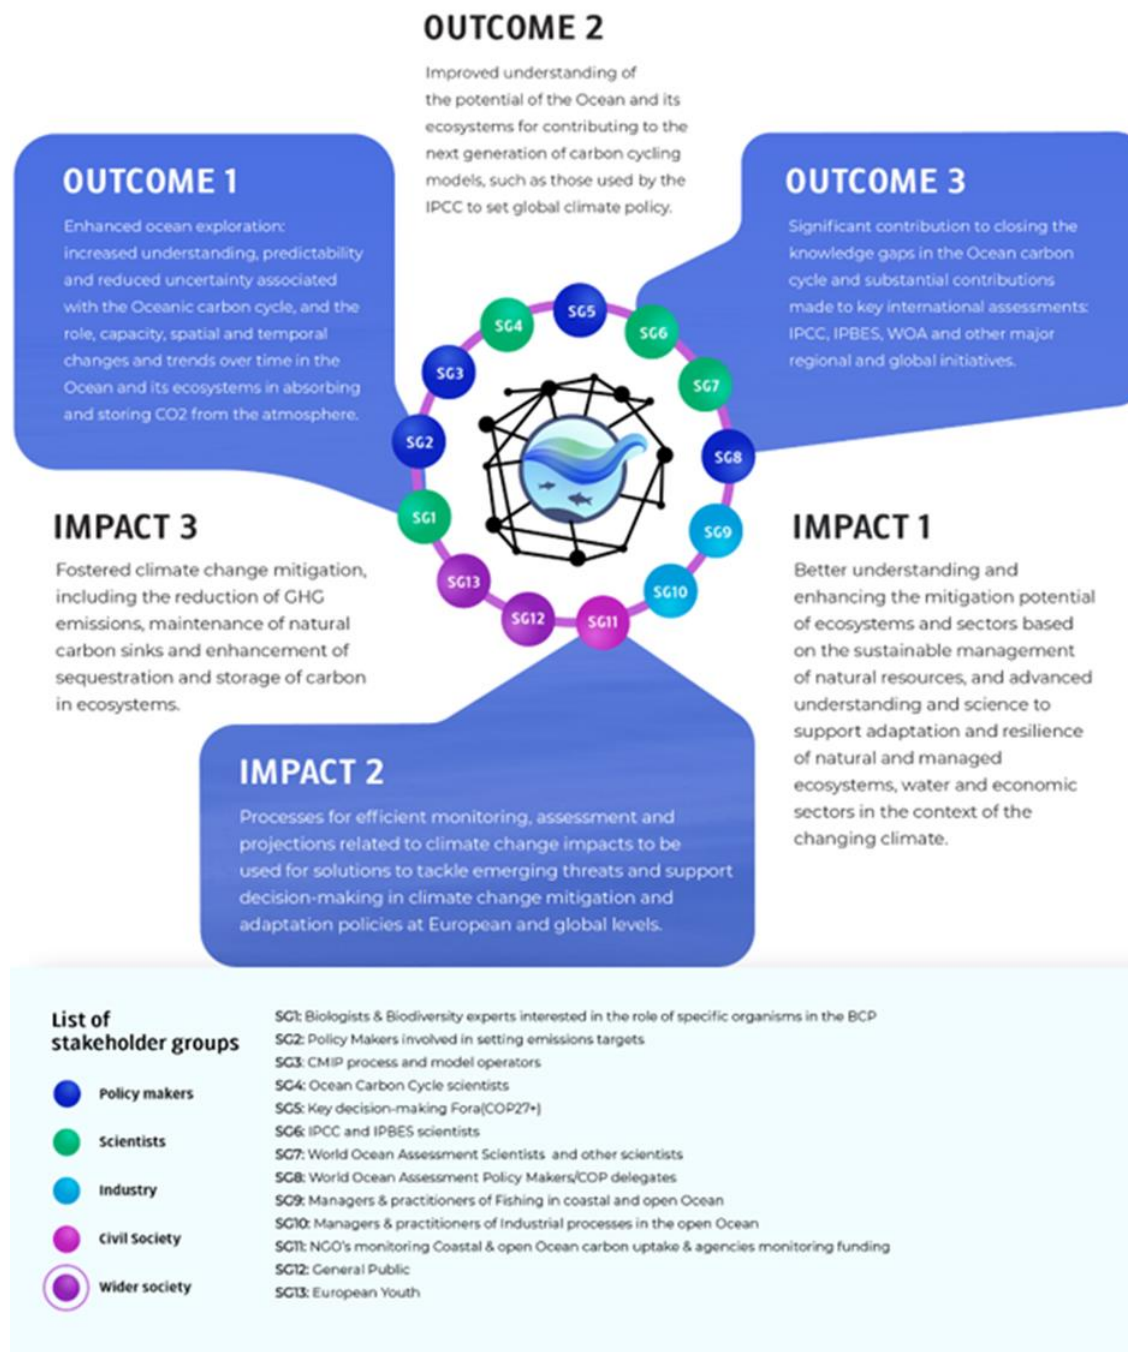 OUTCOME 2
Improved understanding of
the potential of the Ocean and its
ecosystems for contributing to the
next generation of carbon cycling
models, such as those used by the
IPCC to set global climate policy.
OUTCOME 1
Enhanced ocean exploration:
increased understanding, predictability
and reduced uncertainty associated
with the Oceanic carbon cycle, and the
role, capacity, spatial and temporal
changes and trends over time in the
Ocean and its ecosystems in absorbing
and storing CO2 from the atmosphere.
OUTCOME 3
Significant contribution to closing the
knowledge gaps in the Ocean carbon
cycle and substantial contributions
made to key international assessments:
IPCC, IPBES, WOA and other major
regional and global initiatives.
SG5
SG4
SG6
SG3
SG7
SG2
SG8
SG1
SG9
SG13
SG10
SG12
SG11
IMPACT 3
Fostered climate change mitigation,
including the reduction of GHG
emissions, maintenance of natural
carbon sinks and enhancement of
sequestration and storage of carbon
in ecosystems.
IMPACT 1
Better understanding and
enhancing the mitigation potential
of ecosystems and sectors based
on the sustainable management
of natural resources, and advanced
understanding and science to
support adaptation and resilience
of natural and managed
ecosystems, water and economic
sectors in the context of the
changing climate.
IMPACT 2
Processes for efficient monitoring, assessment and
projections related to climate change impacts to be
used for solutions to tackle emerging threats and support
decision-making in climate change mitigation and
adaptation policies at European and global levels.
List of
stakeholder groups
Policy makers
Scientists
Industry
Civil Society
Wider society
SG1: Biologists & Biodiversity experts interested in the role of specific organisms in the BCP
SG2: Policy Makers involved in setting emissions targets
SG3: CMIP process and model operators
SG4: Ocean Carbon Cycle scientists
SG5: Key decision-making Fora(COP27+)
SG6: IPCC and IPBES scientists
SG7: World Ocean Assessment Scientists and other scientists
SG8: World Ocean Assessment Policy Makers/COP delegates
SG9: Managers & practitioners of Fishing in coastal and open Ocean
SG10: Managers & practitioners of Industrial processes in the open Ocean
SG11: NGO's monitoring Coastal & open Ocean carbon uptake & agencies monitoring funding
SG12: General Public
SG13: European Youth